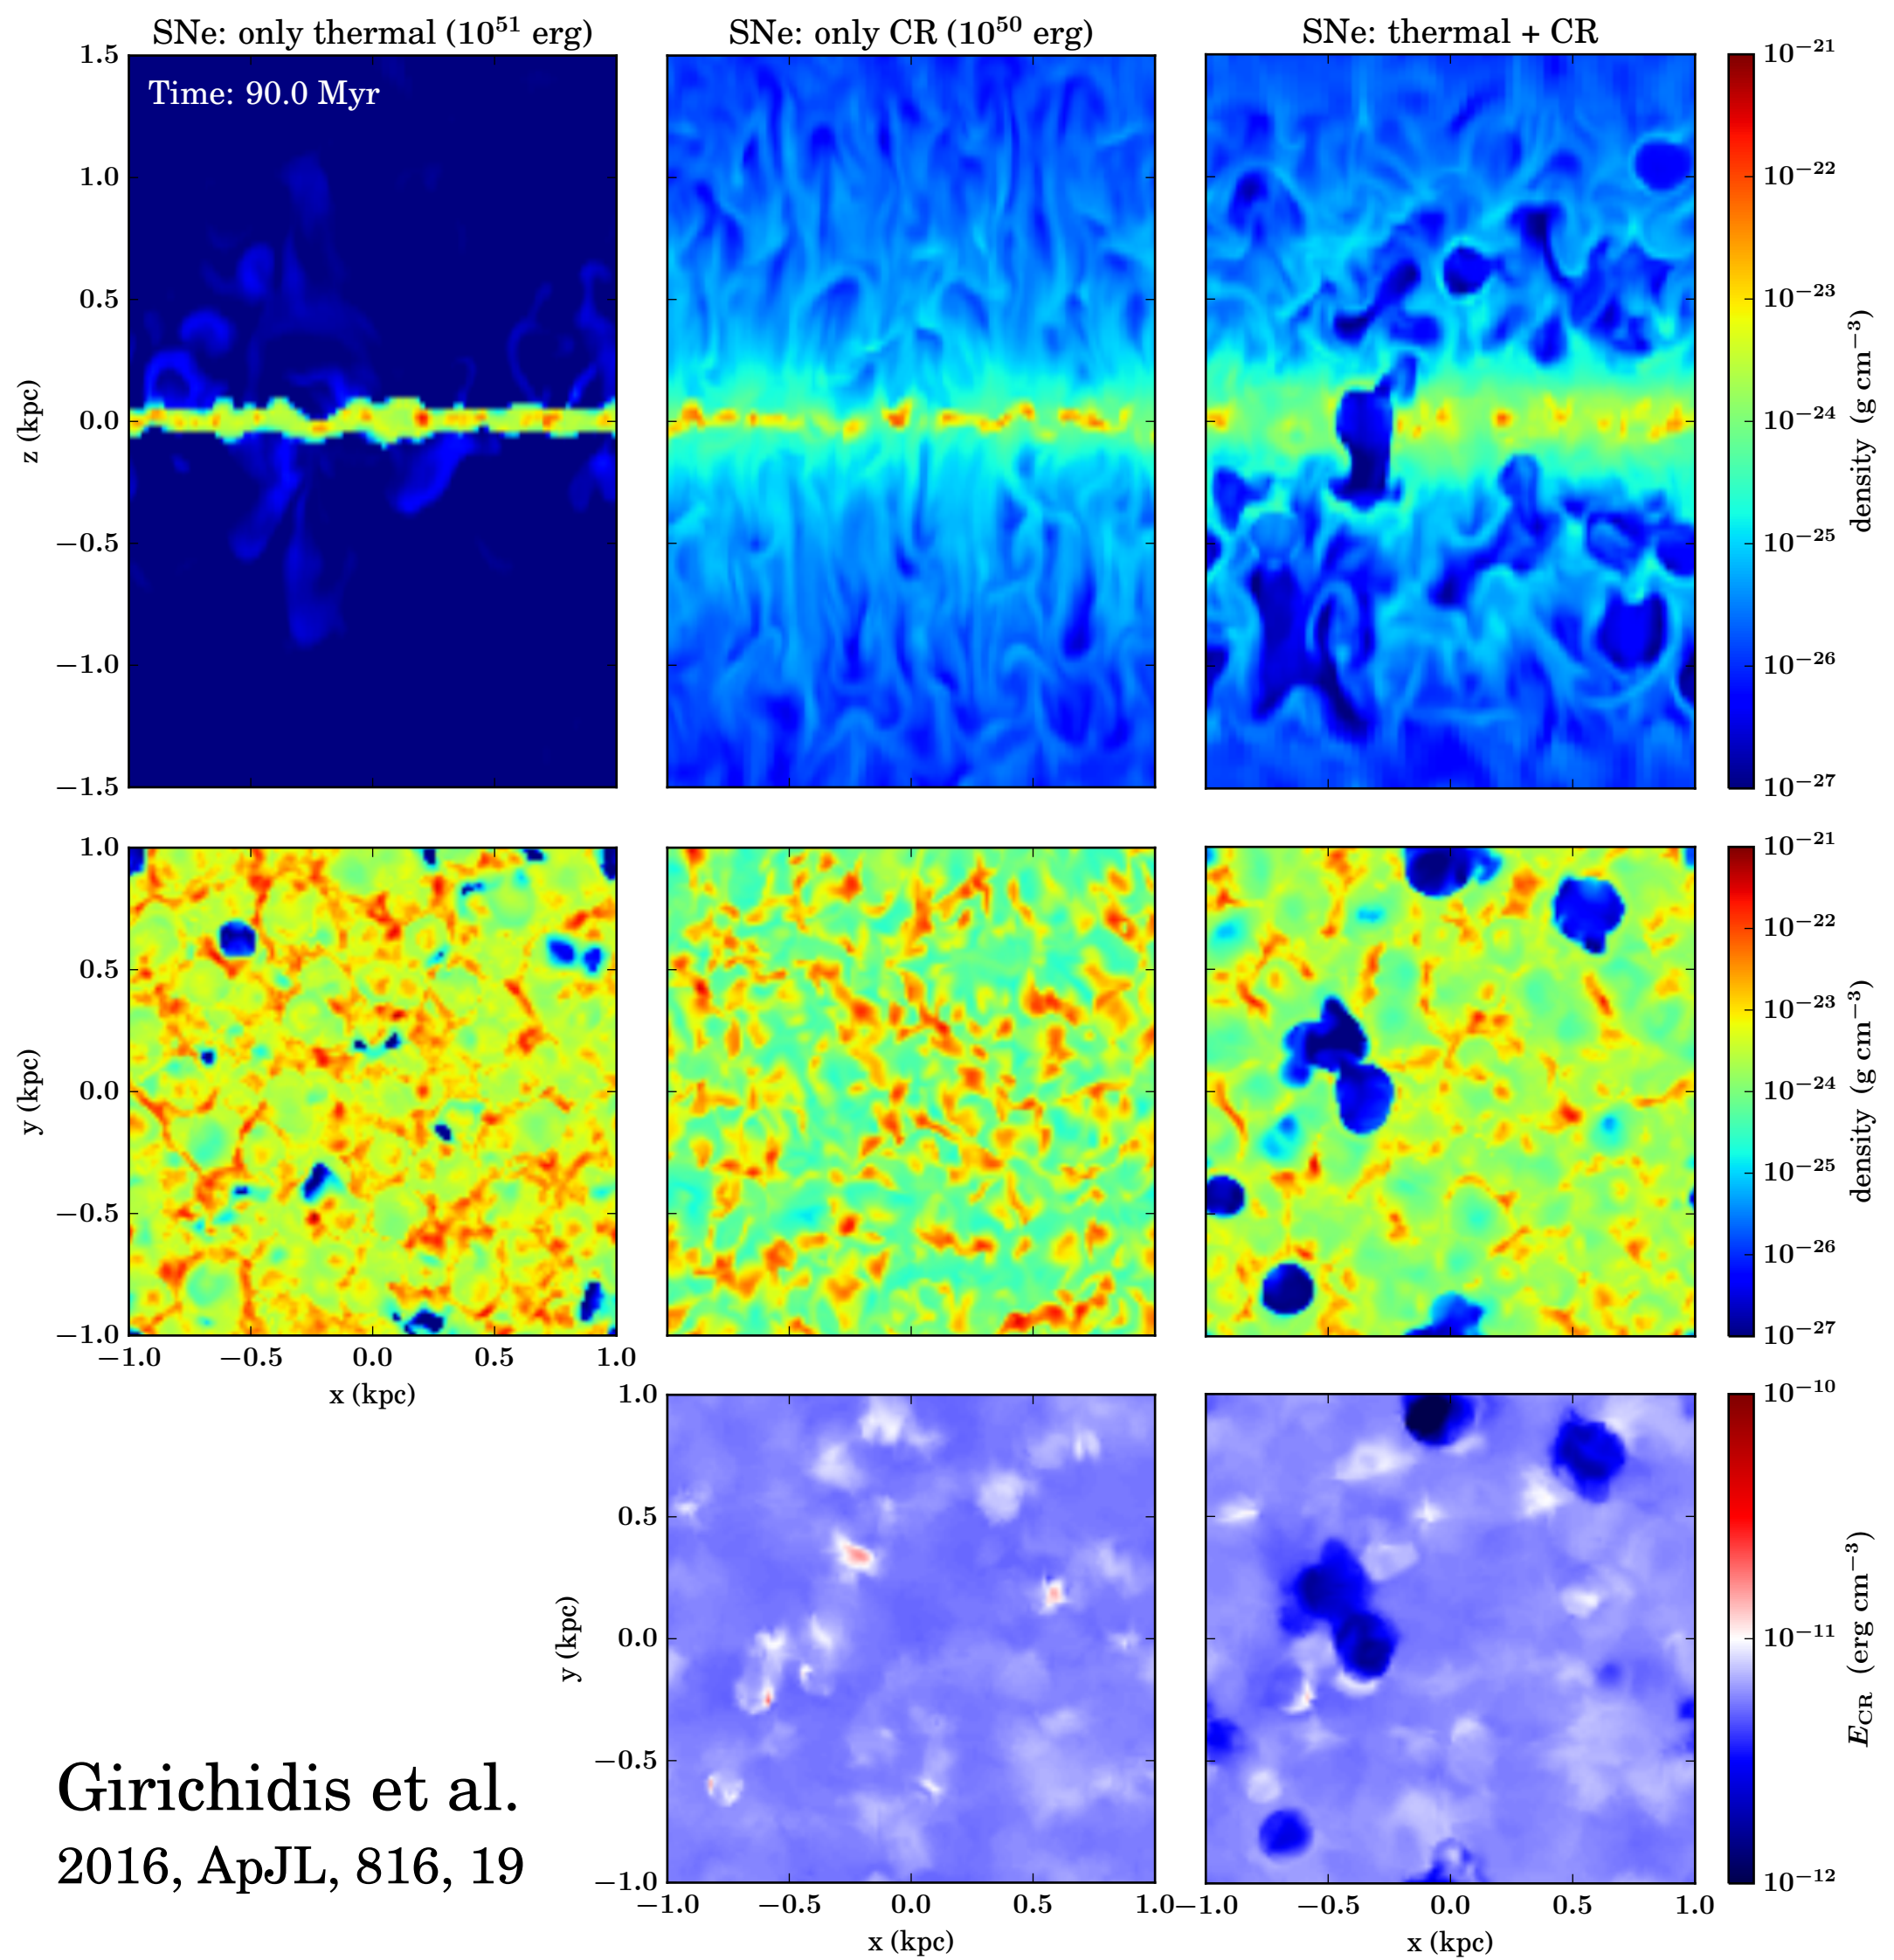 SNe: only thermal (10⁵¹ erg)
SNe: only CR (10⁵⁰ erg)
SNe: thermal + CR
Time: 90.0 Myr
1.5
1.0
0.5
0.0
−0.5
−1.0
−1.5
z (kpc)
10⁻²¹
10⁻²²
10⁻²³
10⁻²⁴
10⁻²⁵
10⁻²⁶
10⁻²⁷
density (g cm⁻³)
1.0
0.5
0.0
−0.5
−1.0
y (kpc)
−1.0 −0.5 0.0 0.5 1.0
x (kpc)
10⁻²¹
10⁻²²
10⁻²³
10⁻²⁴
10⁻²⁵
10⁻²⁶
10⁻²⁷
density (g cm⁻³)
1.0
0.5
0.0
−0.5
−1.0
y (kpc)
−1.0 −0.5 0.0 0.5 1.0
x (kpc)
−1.0 −0.5 0.0 0.5 1.0
x (kpc)
10⁻¹⁰
10⁻¹¹
10⁻¹²
E_CR (erg cm⁻³)
Girichidis et al.
2016, ApJL, 816, 19